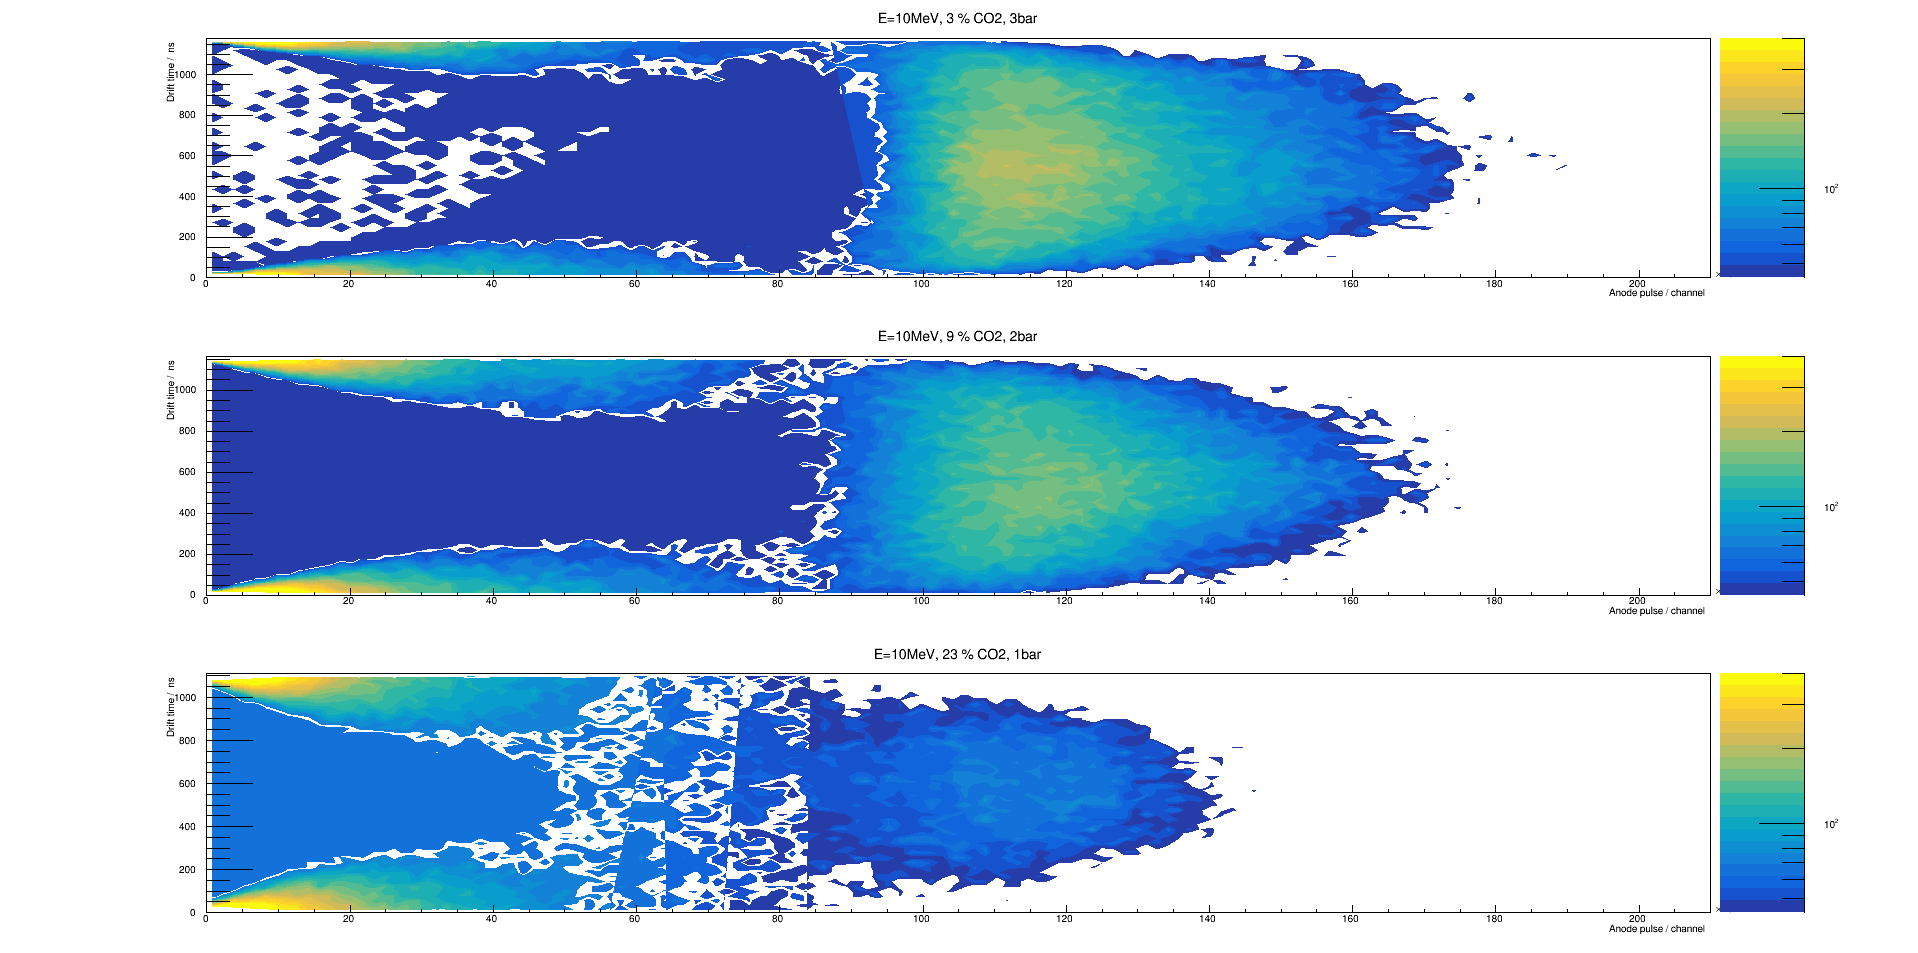 E=10MeV, 3 % CO2, 3bar
Drift time / ns
1000
800
600
400
200
0
0 20 40 60 80 100 120 140 160 180 200
Anode pulse / channel
10²
E=10MeV, 9 % CO2, 2bar
Drift time / ns
1000
800
600
400
200
0
0 20 40 60 80 100 120 140 160 180 200
Anode pulse / channel
10²
E=10MeV, 23 % CO2, 1bar
Drift time / ns
1000
800
600
400
200
0
0 20 40 60 80 100 120 140 160 180 200
Anode pulse / channel
10²